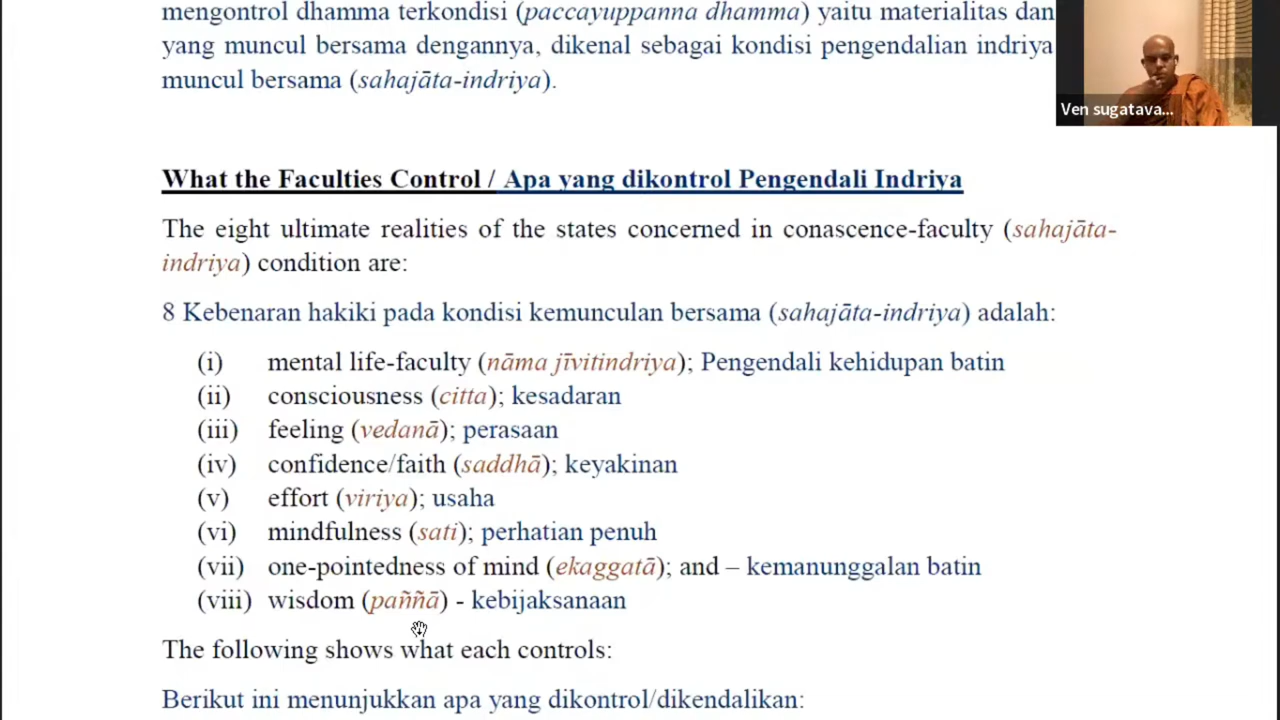 mengontrol dhamma terkondisi (paccayuppanna dhamma) yaitu materialitas dan
yang muncul bersama dengannya, dikenal sebagai kondisi pengendalian indriya
muncul bersama (sahajāta-indriya).
Ven sugatava...
What the Faculties Control / Apa yang dikontrol Pengendali Indriya
The eight ultimate realities of the states concerned in conascence-faculty (sahajāta-
indriya) condition are:
8 Kebenaran hakiki pada kondisi kemunculan bersama (sahajāta-indriya) adalah:
(i) mental life-faculty (nāma jīvitindriya); Pengendali kehidupan batin
(ii) consciousness (citta); kesadaran
(iii) feeling (vedanā); perasaan
(iv) confidence/faith (saddhā); keyakinan
(v) effort (viriya); usaha
(vi) mindfulness (sati); perhatian penuh
(vii) one-pointedness of mind (ekaggatā); and – kemanunggalan batin
(viii) wisdom (paññā) - kebijaksanaan
The following shows what each controls:
Berikut ini menunjukkan apa yang dikontrol/dikendalikan: